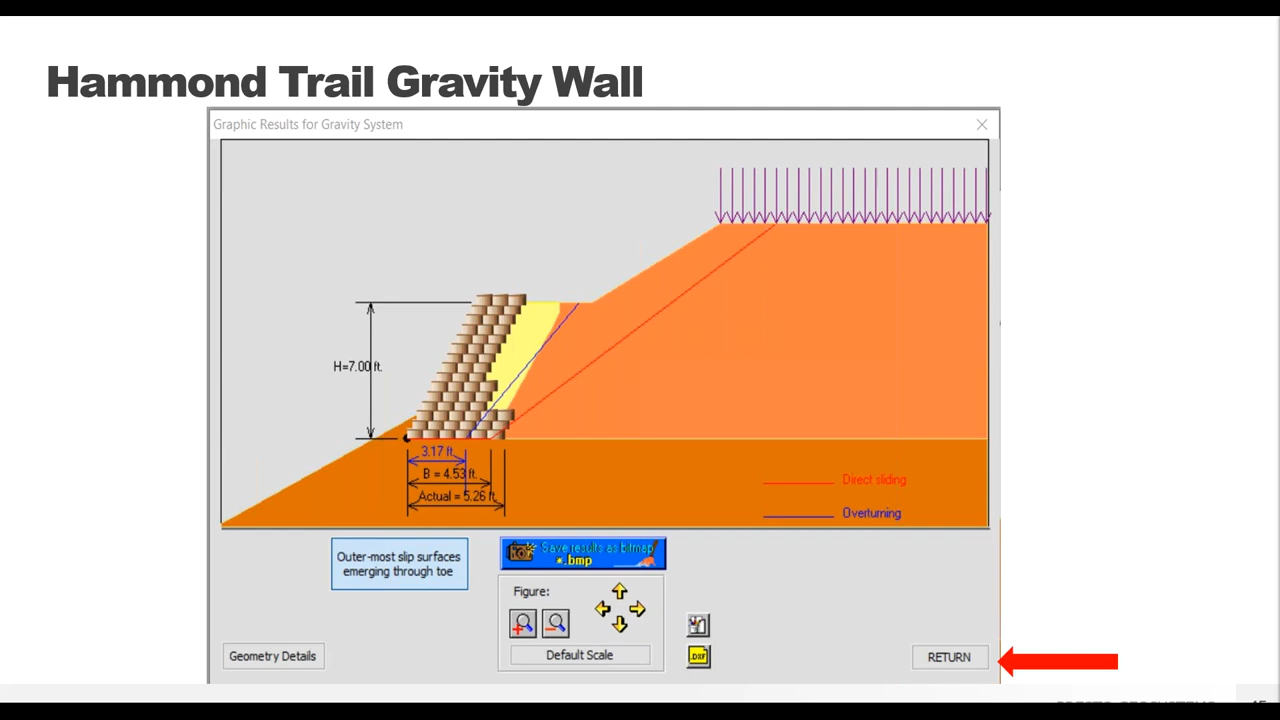 Hammond Trail Gravity Wall
Graphic Results for Gravity System
H=7.00 ft.
3.17 ft.
B = 4.53 ft.
Actual = 5.26 ft.
Direct sliding
Overturning
Outer-most slip surfaces
emerging through toe
Save results as bitmap
*.bmp
Figure:
Default Scale
.DXF
Geometry Details
RETURN